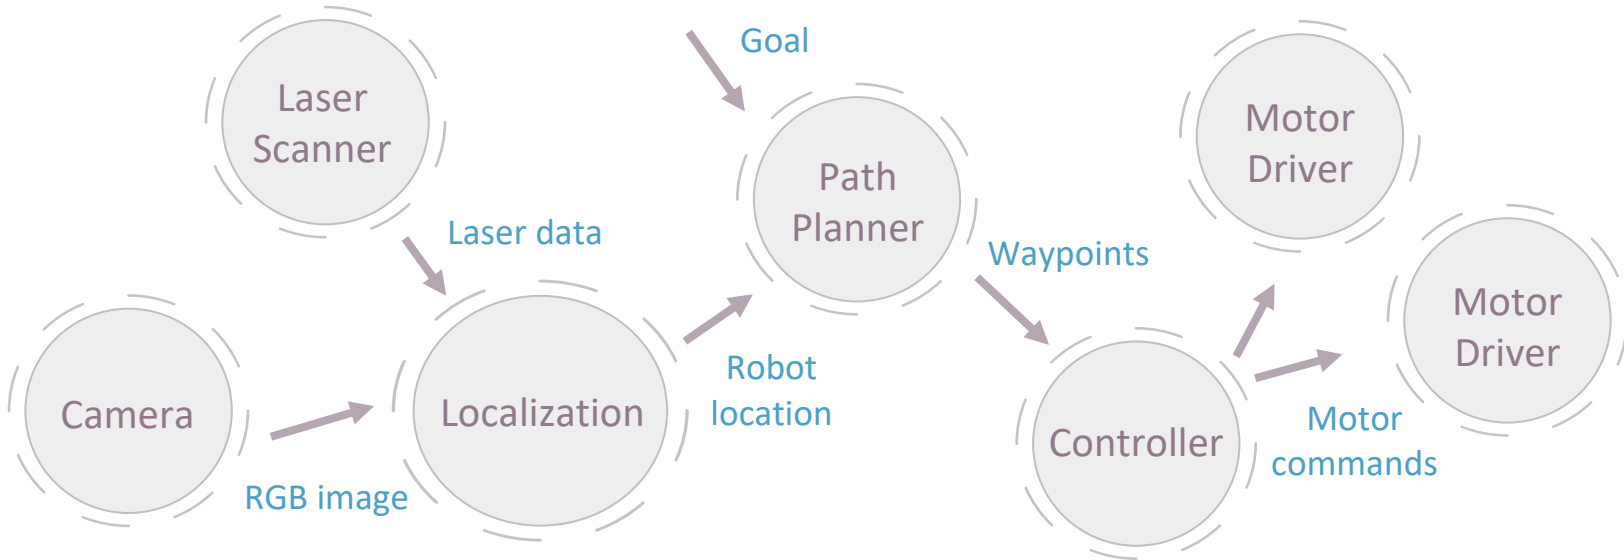 Laser
Scanner
Laser data
Camera
RGB image
Localization
Robot
location
Goal
Path
Planner
Waypoints
Controller
Motor
commands
Motor
Driver
Motor
Driver